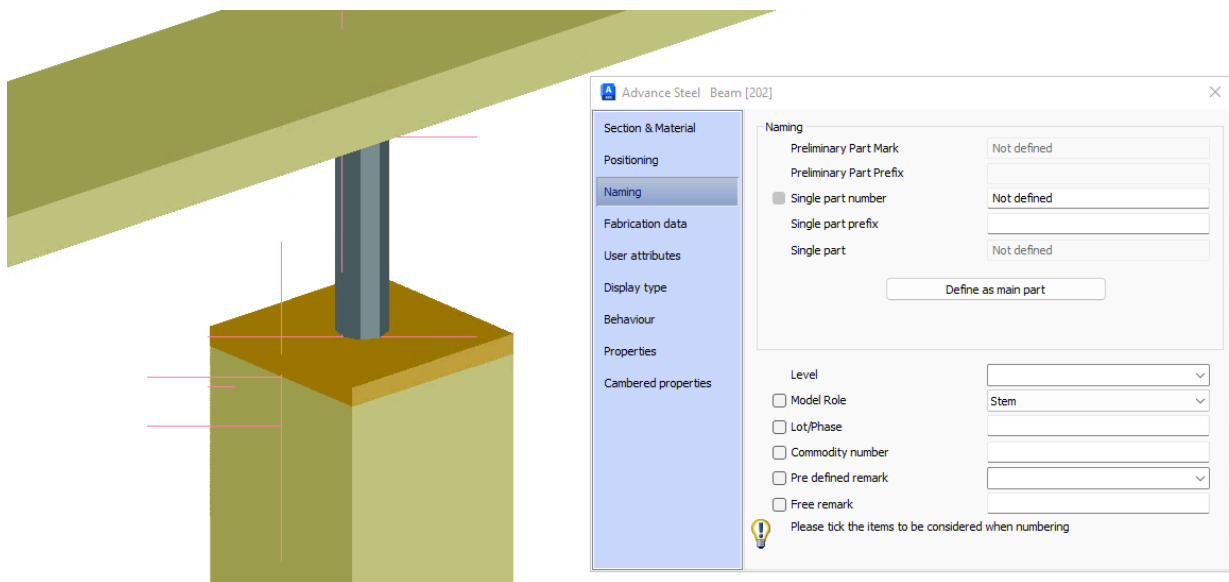 Advance Steel Beam [202]
Section & Material
Positioning
Naming
Fabrication data
User attributes
Display type
Behaviour
Properties
Cambered properties
Naming
Preliminary Part Mark Not defined
Preliminary Part Prefix
Single part number Not defined
Single part prefix
Single part Not defined
Define as main part
Level
Model Role Stem
Lot/Phase
Commodity number
Pre defined remark
Free remark
Please tick the items to be considered when numbering